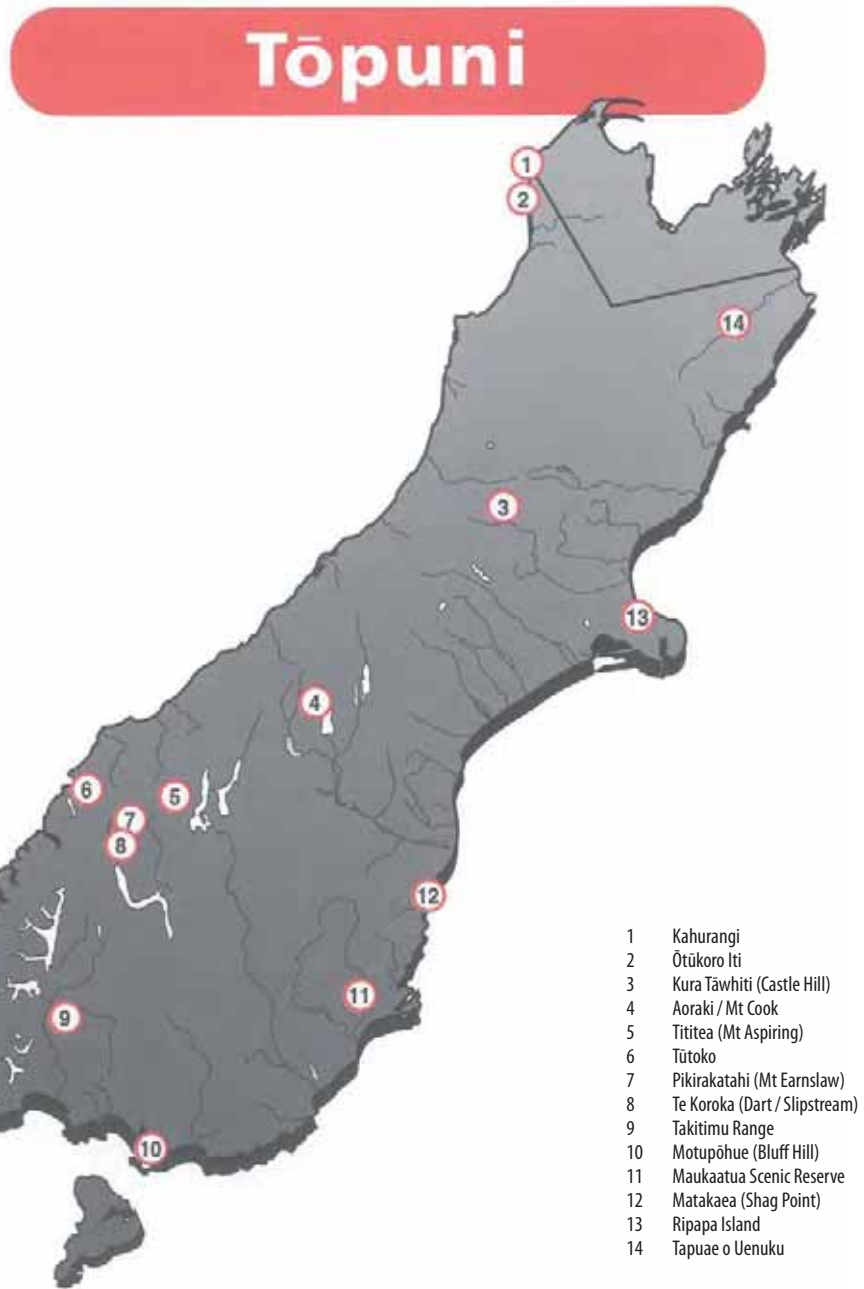 Tōpuni
1
2
14
3
13
4
6
5
7
8
12
11
9
10
1 Kahurangi
2 Ōtūkoro Iti
3 Kura Tāwhiti (Castle Hill)
4 Aoraki / Mt Cook
5 Tititea (Mt Aspiring)
6 Tūtoko
7 Pikirakatahi (Mt Earnslaw)
8 Te Koroka (Dart / Slipstream)
9 Takitimu Range
10 Motupōhue (Bluff Hill)
11 Maukaatua Scenic Reserve
12 Matakaea (Shag Point)
13 Ripapa Island
14 Tapuae o Uenuku